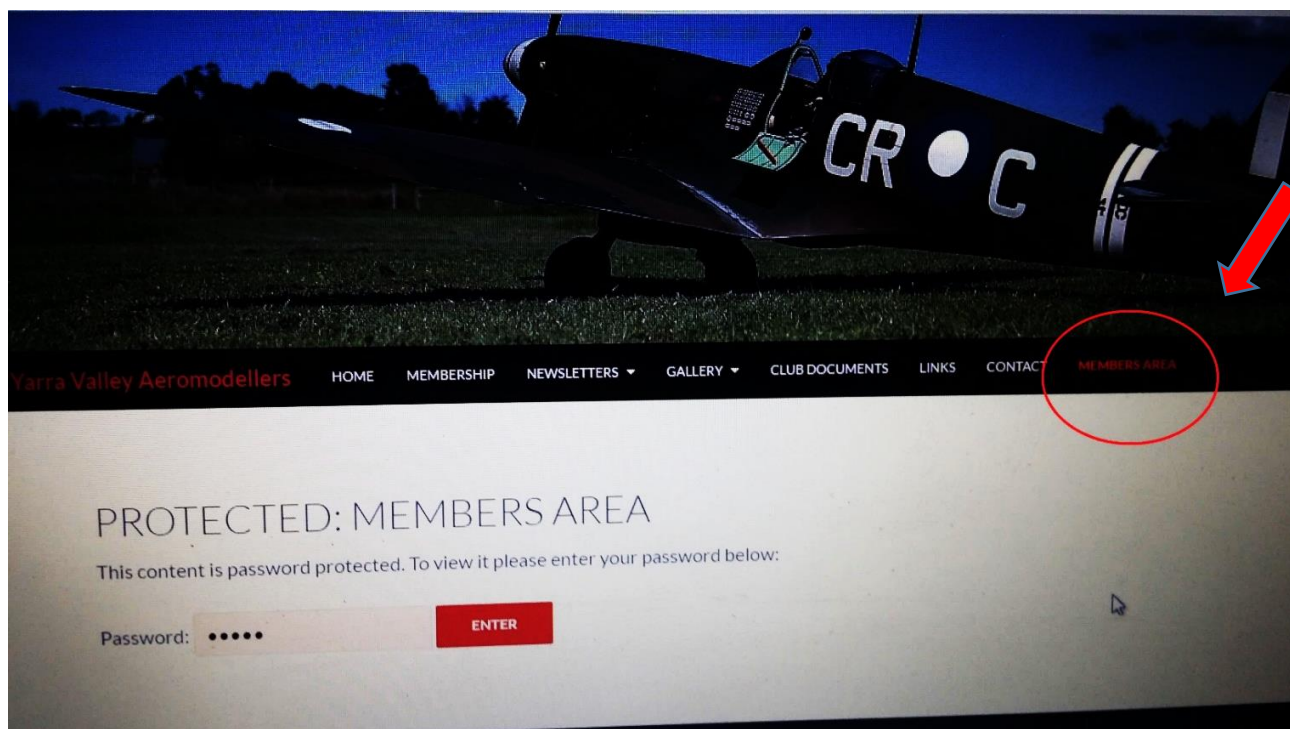 CR C
Yarra Valley Aeromodellers HOME MEMBERSHIP NEWSLETTERS GALLERY CLUB DOCUMENTS LINKS CONTACT MEMBERS AREA
PROTECTED: MEMBERS AREA
This content is password protected. To view it please enter your password below:
Password: ••••• ENTER